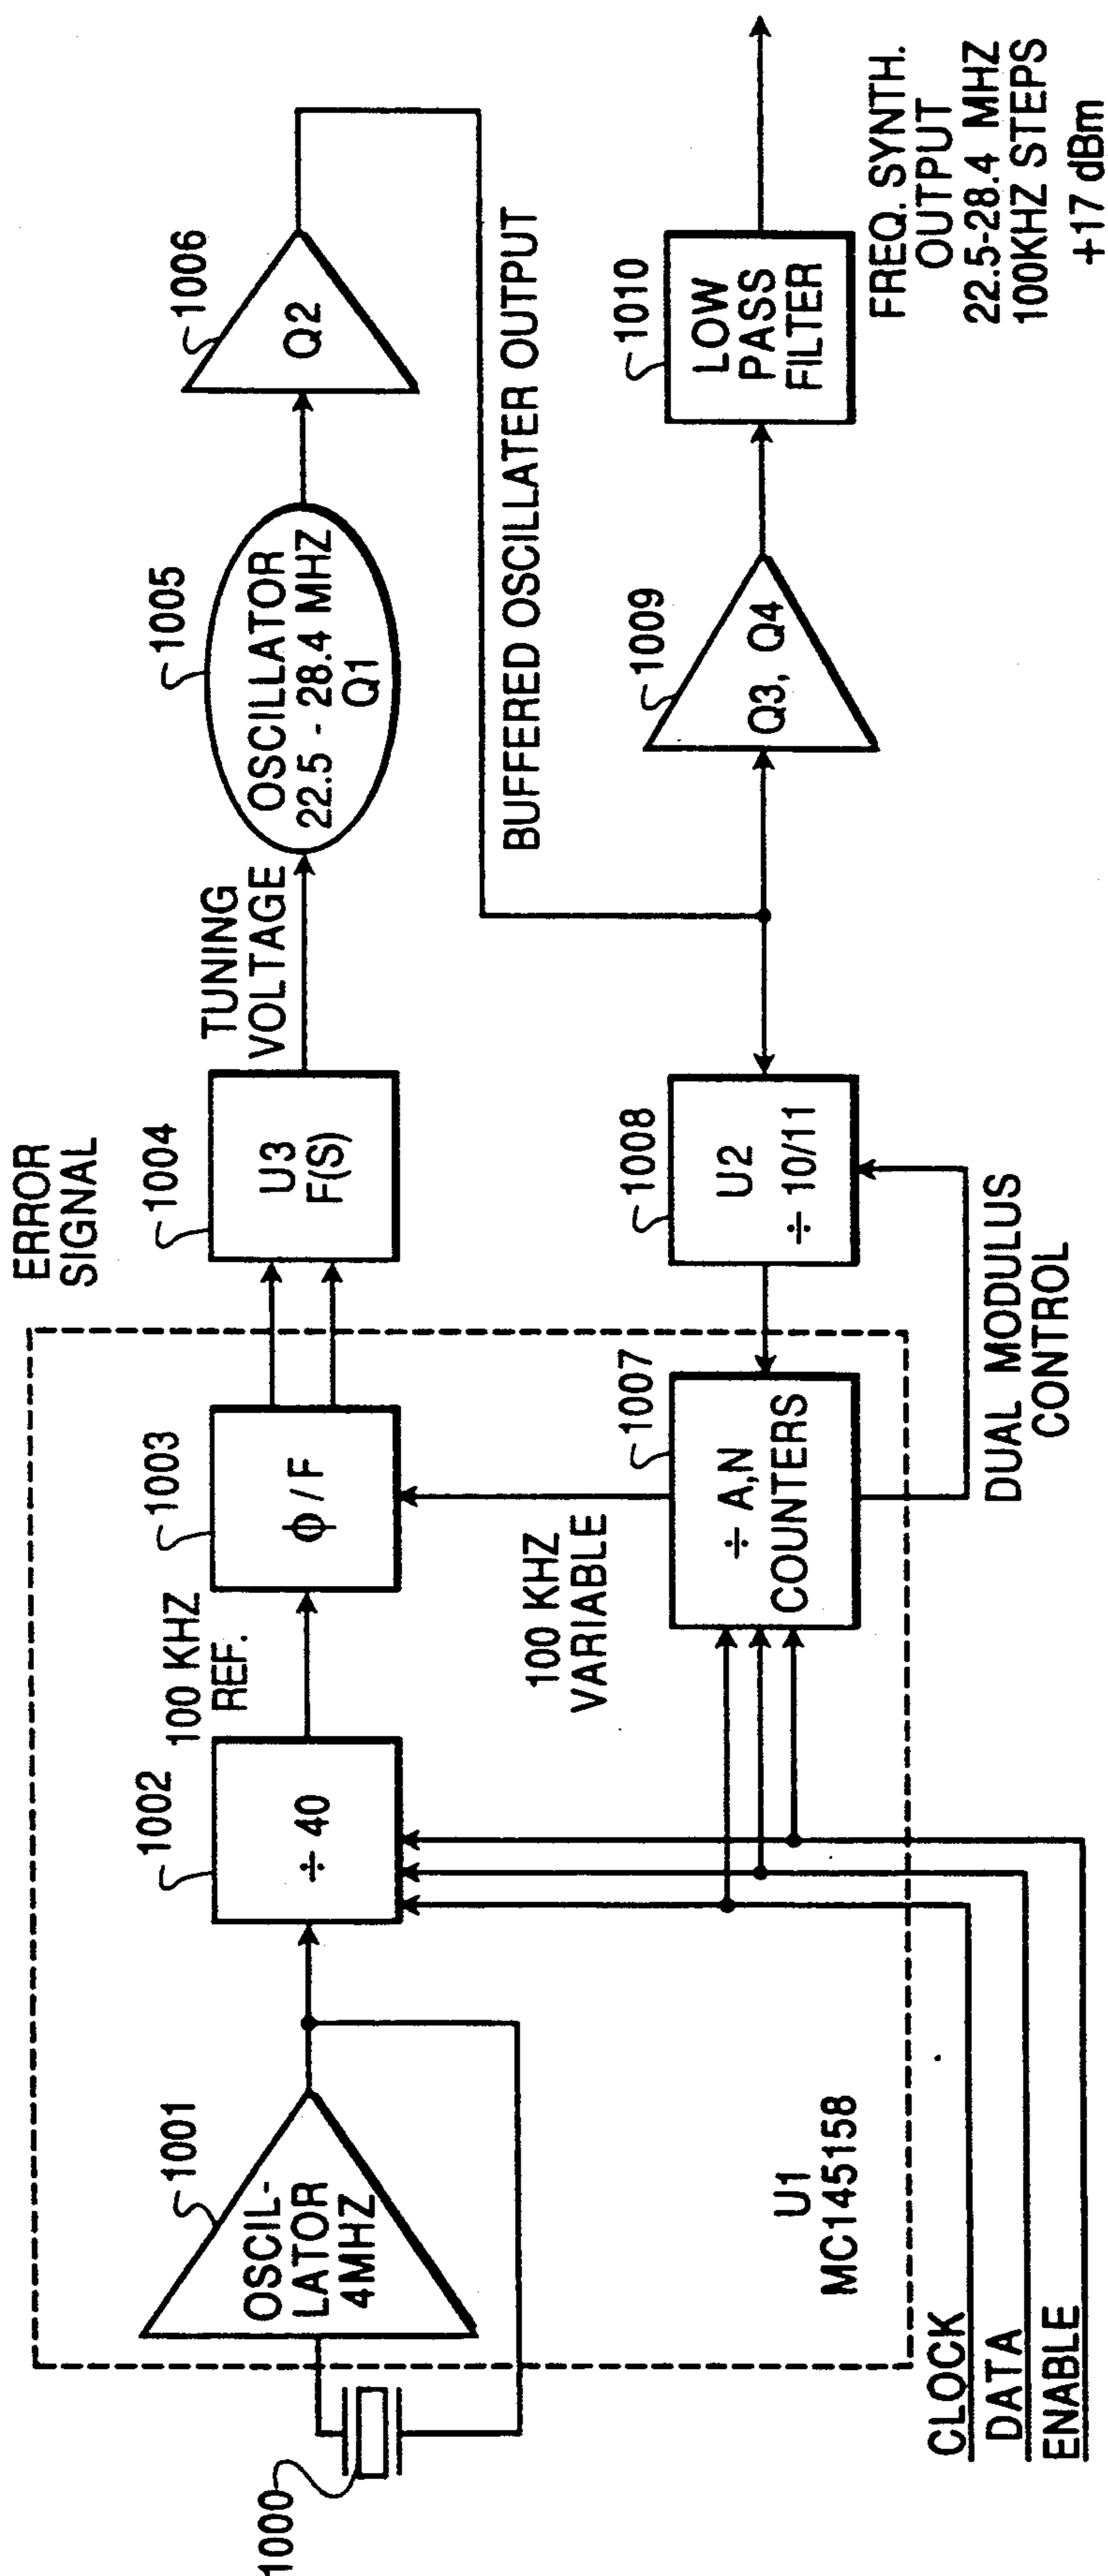 1000
1001
OSCIL-
LATOR
4MHZ
1002
÷ 40
100 KHZ
REF.
1003
ϕ / F
ERROR
SIGNAL
1004
U3
F(S)
TUNING
VOLTAGE
1005
OSCILLATOR
22.5 - 28.4 MHZ
Q1
1006
Q2
BUFFERED OSCILLATER OUTPUT
U1
MC145158
100 KHZ
VARIABLE
1007
÷ A,N
COUNTERS
1008
U2
÷ 10/11
1009
Q3, Q4
1010
LOW
PASS
FILTER
FREQ. SYNTH.
OUTPUT
22.5-28.4 MHZ
100KHZ STEPS
+17 dBm
DUAL MODULUS
CONTROL
CLOCK
DATA
ENABLE